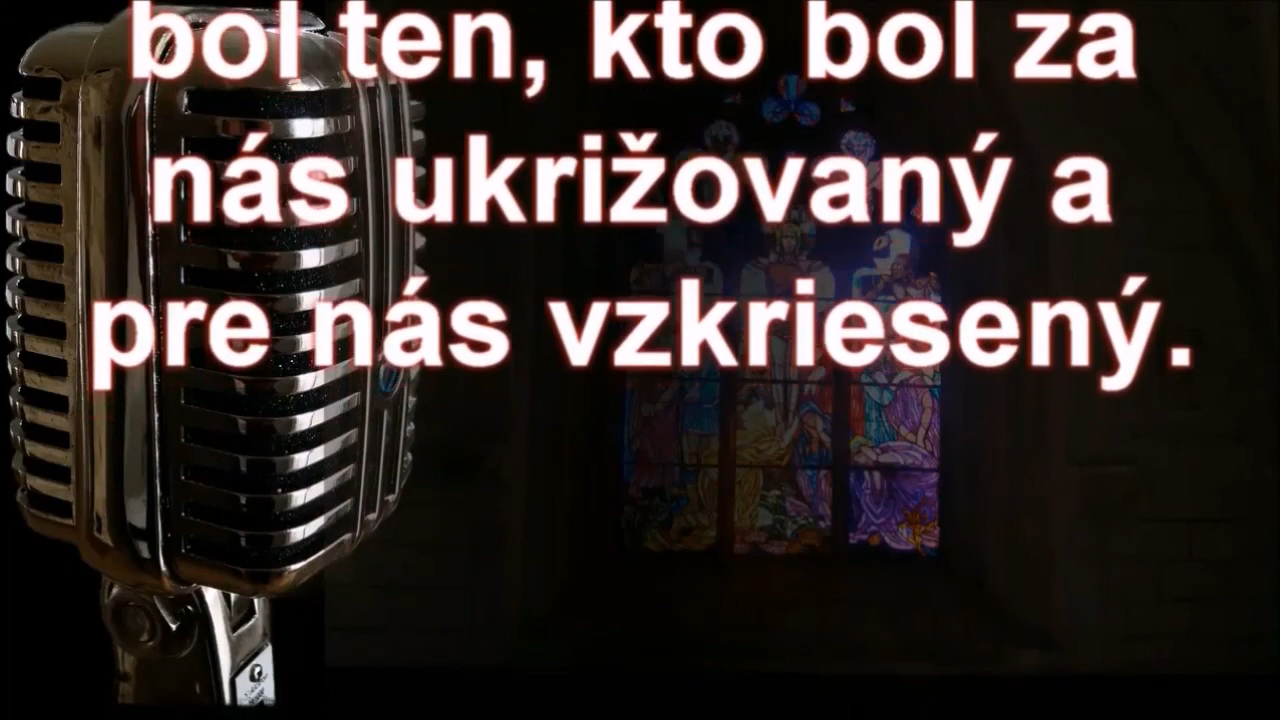 bol ten, kto bol za
nás ukrižovaný a
pre nás vzkriesený.